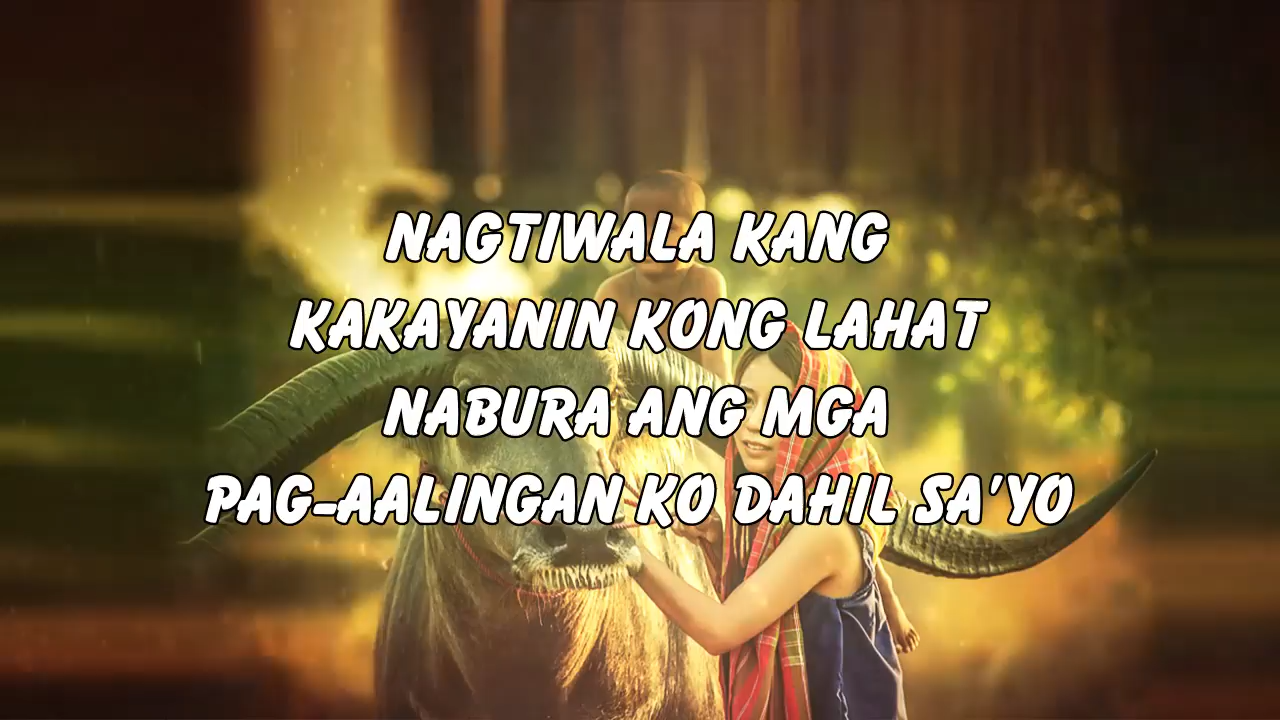 NAGTIWALA KANG
KAKAYANIN KONG LAHAT
NABURA ANG MGA
PAG-AALINGAN KO DAHIL SA'YO